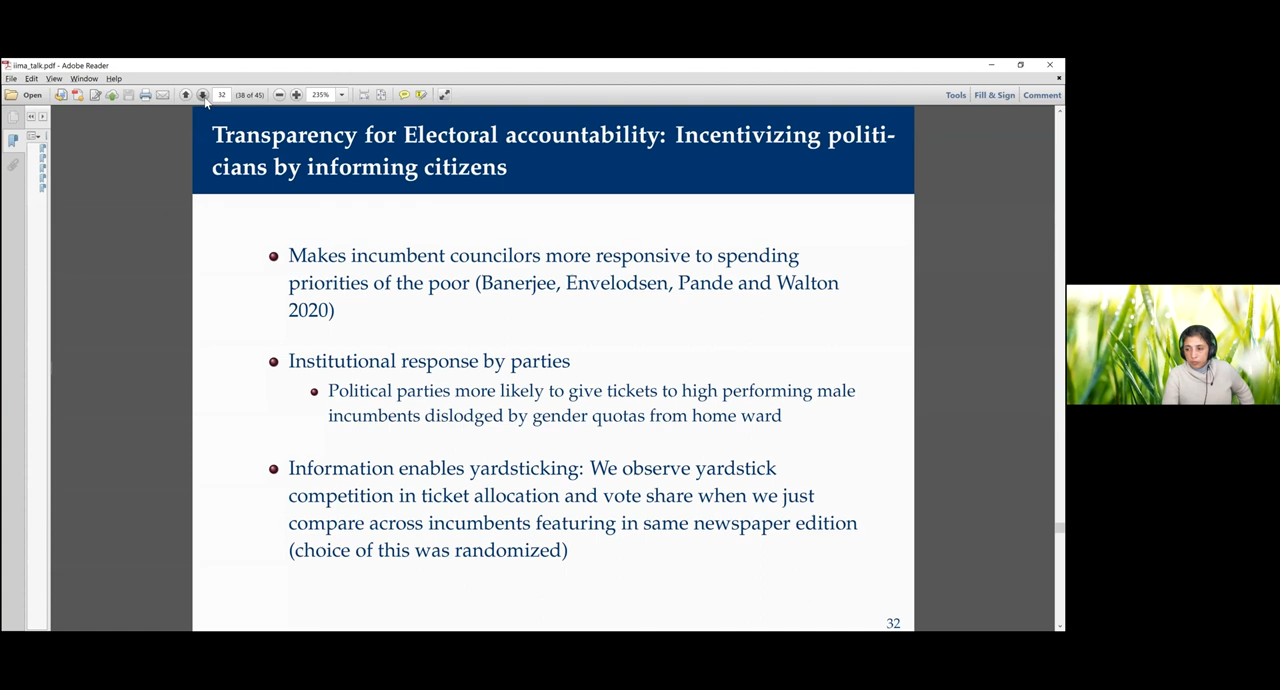 iima_talk.pdf - Adobe Reader
File Edit View Window Help
Open 32 (38 of 45) 235% Tools Fill & Sign Comment
Transparency for Electoral accountability: Incentivizing politi-
cians by informing citizens
Makes incumbent councilors more responsive to spending
priorities of the poor (Banerjee, Envelodsen, Pande and Walton
2020)
Institutional response by parties
Political parties more likely to give tickets to high performing male
incumbents dislodged by gender quotas from home ward
Information enables yardsticking: We observe yardstick
competition in ticket allocation and vote share when we just
compare across incumbents featuring in same newspaper edition
(choice of this was randomized)
32